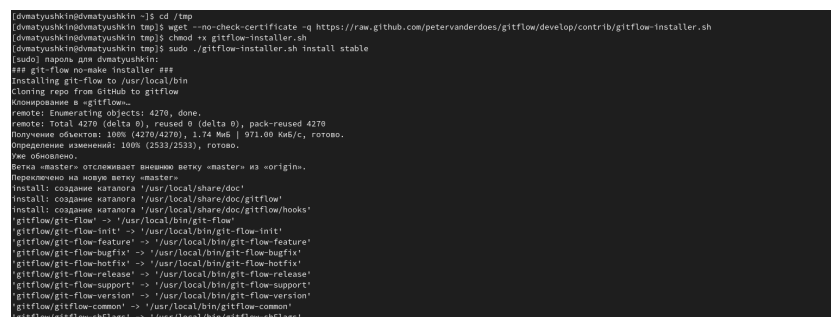 [dvmatyushkin@dvmatyushkin ~]$ cd /tmp
[dvmatyushkin@dvmatyushkin tmp]$ wget --no-check-certificate -q https://raw.github.com/petervanderdoes/gitflow/develop/contrib/gitflow-installer.sh
[dvmatyushkin@dvmatyushkin tmp]$ chmod +x gitflow-installer.sh
[dvmatyushkin@dvmatyushkin tmp]$ sudo ./gitflow-installer.sh install stable
[sudo] пароль для dvmatyushkin:
### git-flow no-make installer ###
Installing git-flow to /usr/local/bin
Cloning repo from GitHub to gitflow
Клонирование в «gitflow»…
remote: Enumerating objects: 4270, done.
remote: Total 4270 (delta 0), reused 0 (delta 0), pack-reused 4270
Получение объектов: 100% (4270/4270), 1.74 МиБ | 971.00 КиБ/с, готово.
Определение изменений: 100% (2533/2533), готово.
Уже обновлено.
Ветка «master» отслеживает внешнюю ветку «master» из «origin».
Переключено на новую ветку «master»
install: создание каталога '/usr/local/share/doc'
install: создание каталога '/usr/local/share/doc/gitflow'
install: создание каталога '/usr/local/share/doc/gitflow/hooks'
'gitflow/git-flow' -> '/usr/local/bin/git-flow'
'gitflow/git-flow-init' -> '/usr/local/bin/git-flow-init'
'gitflow/git-flow-feature' -> '/usr/local/bin/git-flow-feature'
'gitflow/git-flow-bugfix' -> '/usr/local/bin/git-flow-bugfix'
'gitflow/git-flow-hotfix' -> '/usr/local/bin/git-flow-hotfix'
'gitflow/git-flow-release' -> '/usr/local/bin/git-flow-release'
'gitflow/git-flow-support' -> '/usr/local/bin/git-flow-support'
'gitflow/git-flow-version' -> '/usr/local/bin/git-flow-version'
'gitflow/gitflow-common' -> '/usr/local/bin/gitflow-common'
'gitflow/gitflow-shFlags' -> '/usr/local/bin/gitflow-shFlags'